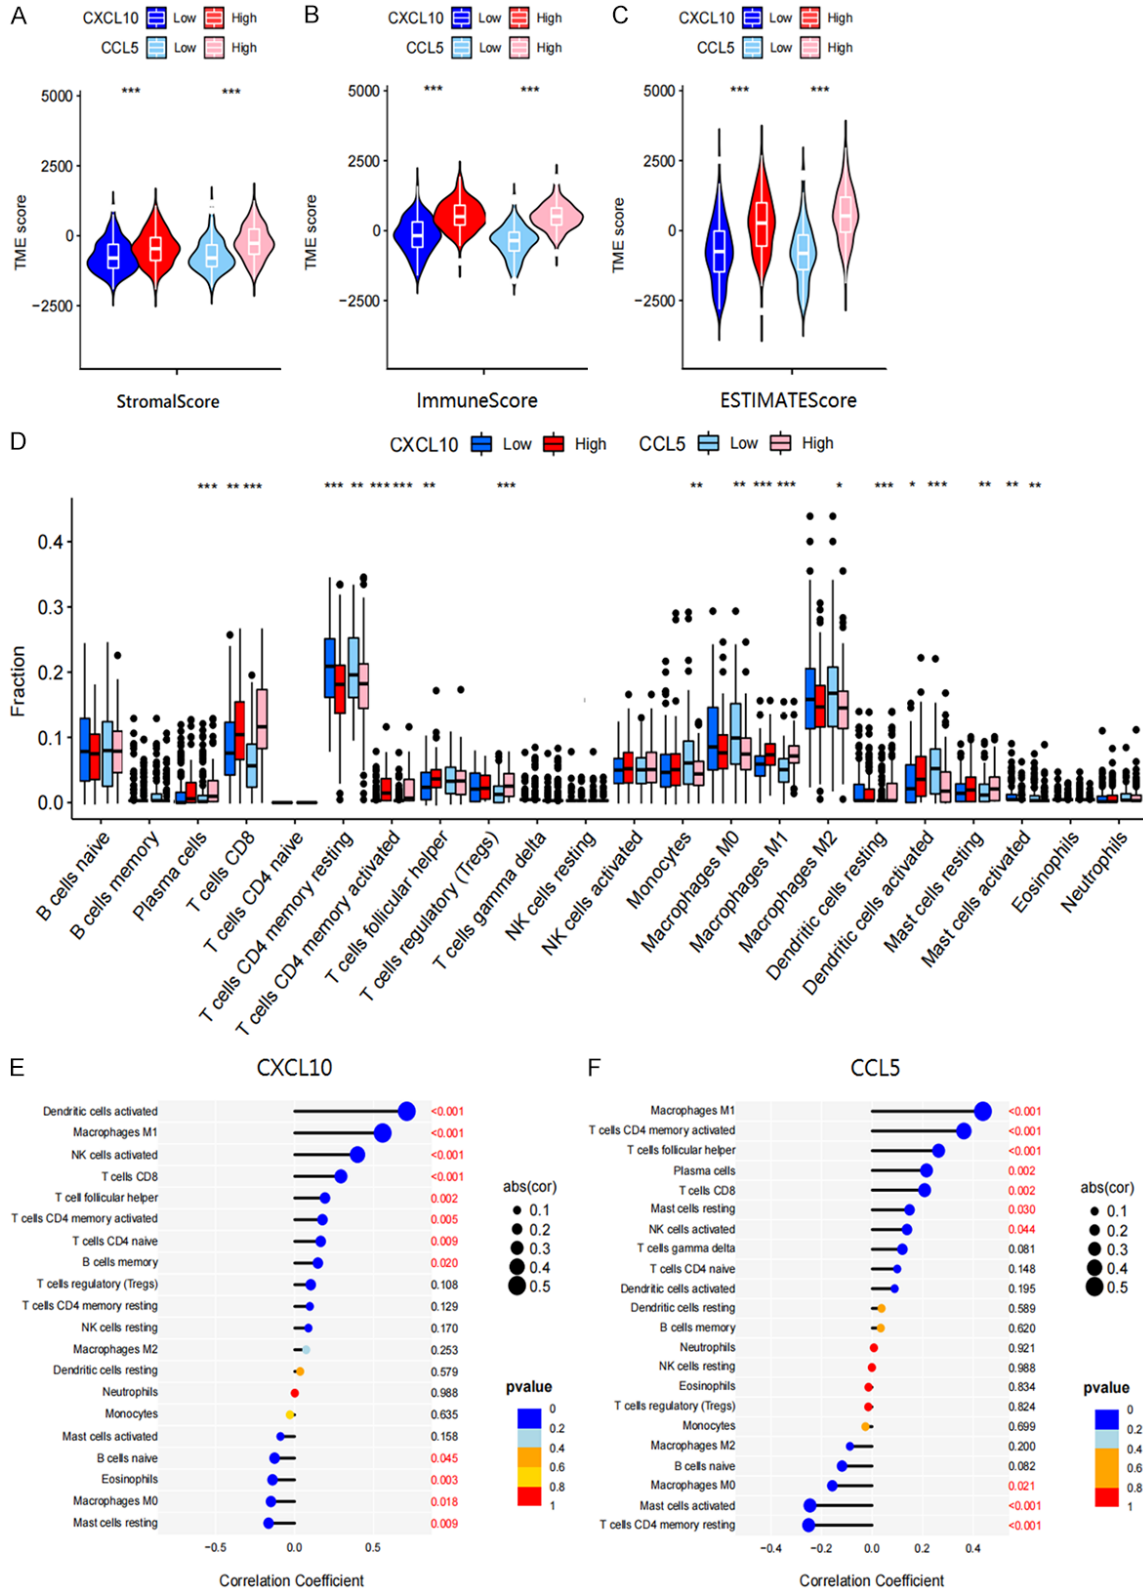 A
CXCL10 Low High
CCL5 Low High
*** ***
5000
2500
0
−2500
TME score
StromalScore
B
CXCL10 Low High
CCL5 Low High
*** ***
5000
2500
0
−2500
TME score
ImmuneScore
C
CXCL10 Low High
CCL5 Low High
*** ***
5000
2500
0
−2500
TME score
ESTIMATEScore
D
CXCL10 Low High CCL5 Low High
*** ** *** *** ** *** *** ** *** ** ** *** *** * *** * *** ** ** **
0.4
0.3
0.2
0.1
0.0
Fraction
B cells naive
B cells memory
Plasma cells
T cells CD8
T cells CD4 naive
T cells CD4 memory resting
T cells CD4 memory activated
T cells follicular helper
T cells regulatory (Tregs)
T cells gamma delta
NK cells resting
NK cells activated
Monocytes
Macrophages M0
Macrophages M1
Macrophages M2
Dendritic cells resting
Dendritic cells activated
Mast cells resting
Mast cells activated
Eosinophils
Neutrophils
E
CXCL10
Dendritic cells activated <0.001
Macrophages M1 <0.001
NK cells activated <0.001
T cells CD8 <0.001
T cell follicular helper 0.002
T cells CD4 memory activated 0.005
T cells CD4 naive 0.009
B cells memory 0.020
T cells regulatory (Tregs) 0.108
T cells CD4 memory resting 0.129
NK cells resting 0.170
Macrophages M2 0.253
Dendritic cells resting 0.579
Neutrophils 0.988
Monocytes 0.635
Mast cells activated 0.158
B cells naive 0.045
Eosinophils 0.003
Macrophages M0 0.018
Mast cells resting 0.009
−0.5 0.0 0.5
Correlation Coefficient
abs(cor)
0.1
0.2
0.3
0.4
0.5
pvalue
0
0.2
0.4
0.6
0.8
1
F
CCL5
Macrophages M1 <0.001
T cells CD4 memory activated <0.001
T cells follicular helper <0.001
Plasma cells 0.002
T cells CD8 0.002
Mast cells resting 0.030
NK cells activated 0.044
T cells gamma delta 0.081
T cells CD4 naive 0.148
Dendritic cells activated 0.195
Dendritic cells resting 0.589
B cells memory 0.620
Neutrophils 0.921
NK cells resting 0.988
Eosinophils 0.834
T cells regulatory (Tregs) 0.824
Monocytes 0.699
Macrophages M2 0.200
B cells naive 0.082
Macrophages M0 0.021
Mast cells activated <0.001
T cells CD4 memory resting <0.001
−0.4 −0.2 0.0 0.2 0.4
Correlation Coefficient
abs(cor)
0.1
0.2
0.3
0.4
0.5
pvalue
0
0.2
0.4
0.6
0.8
1